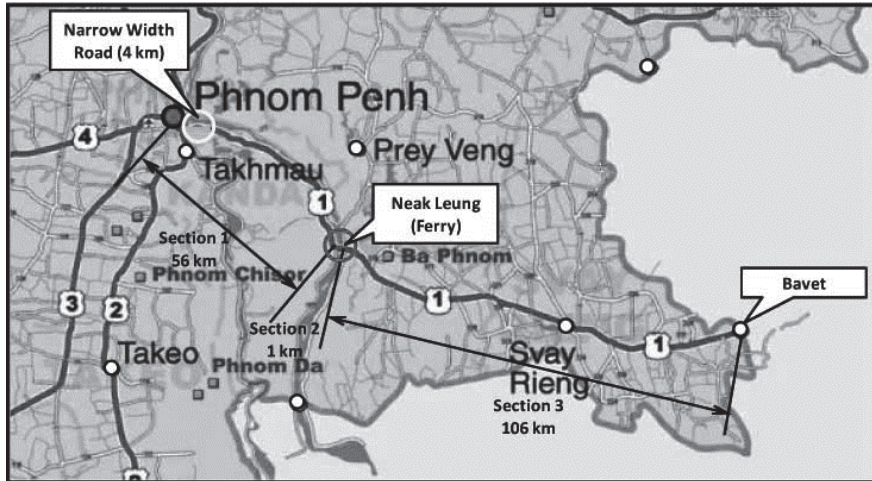 Narrow Width
Road (4 km)
Phnom Penh
4
Takhmau
Prey Veng
1
Neak Leung
(Ferry)
Section 1
56 km
Ba Phnom
Phnom Chisor
3
2
1
Bavet
Section 2
1 km
1
Takeo
Phnom Da
Svay
Rieng
Section 3
106 km